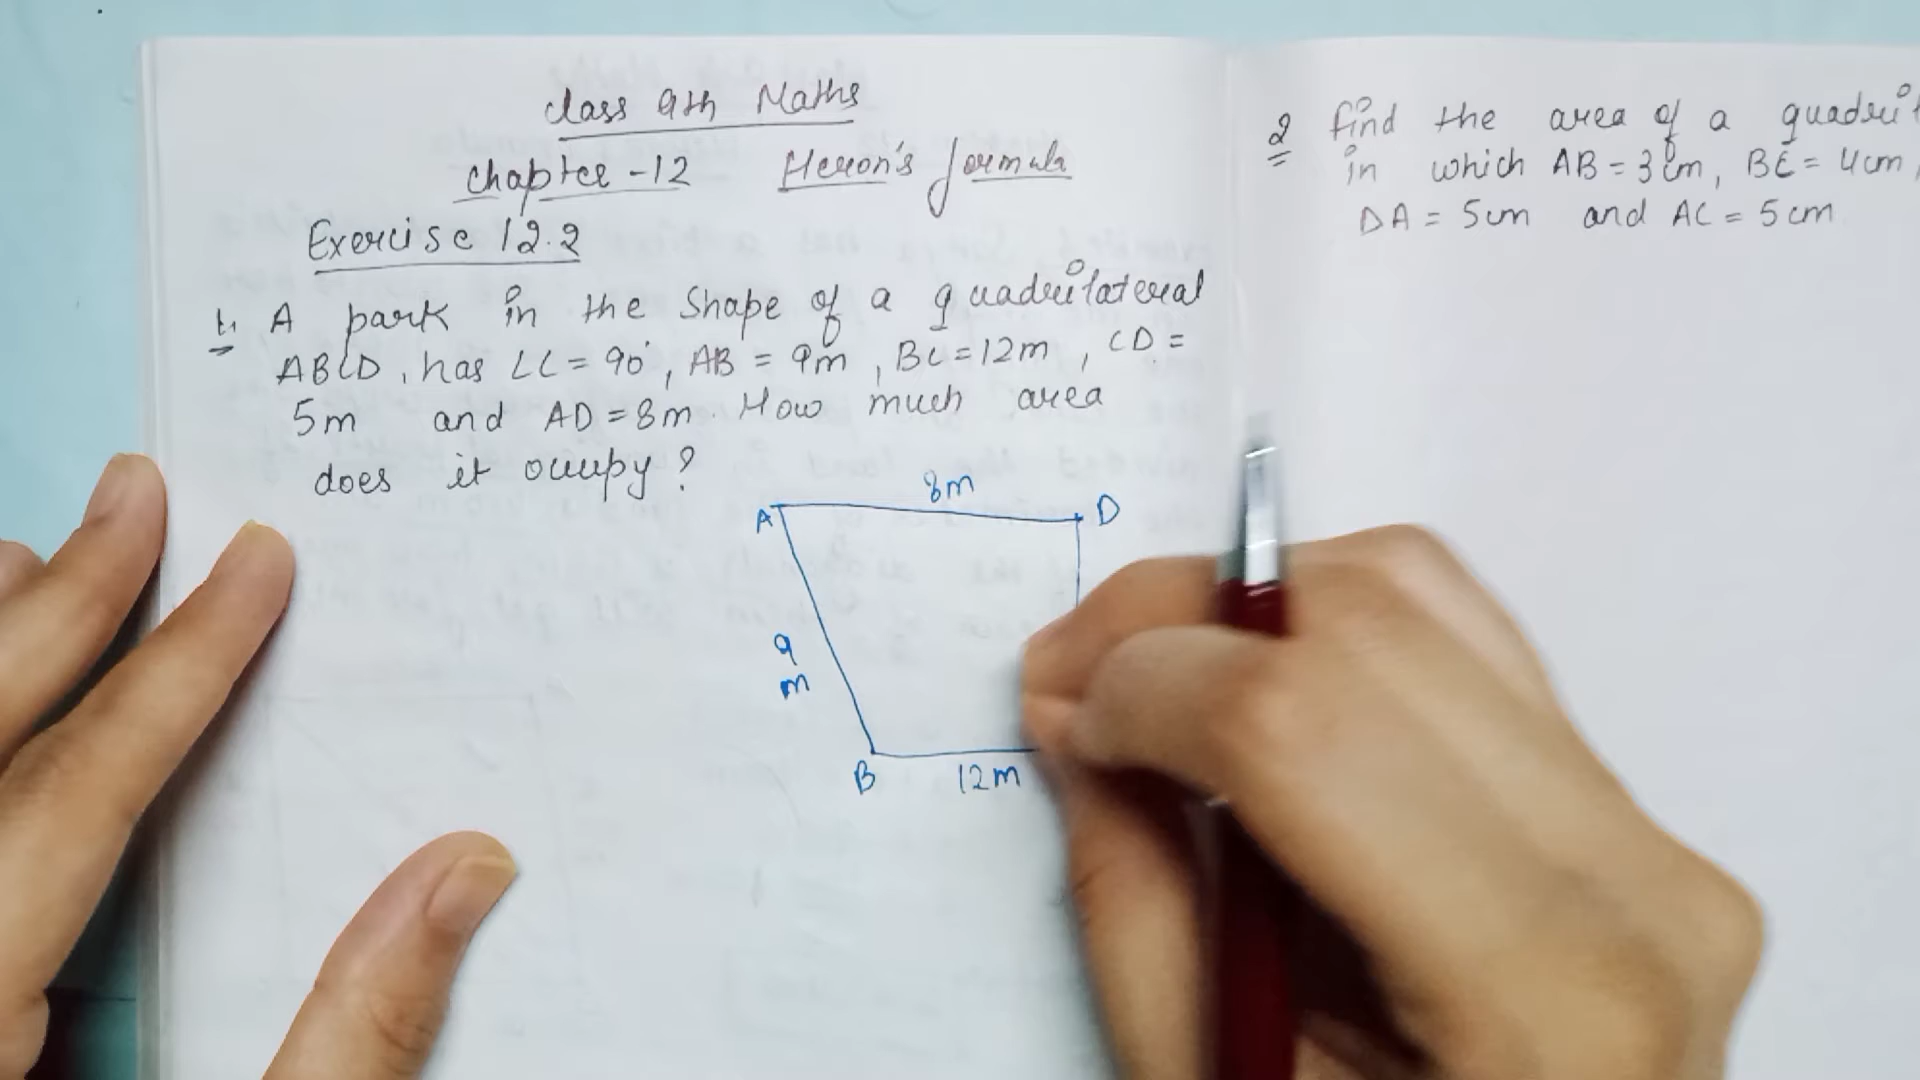 Class 9th Maths
Chapter -12 Heron's formula
Exercise 12.2
1. A park in the Shape of a quadrilateral
ABCD, has ∠C = 90°, AB = 9m, BC = 12m, CD =
5m and AD = 8m. How much area
does it occupy?
8m
A D
9
m
B 12m
2 find the area of a
in which AB = 3cm, BC = 4cm,
DA = 5cm and AC = 5cm